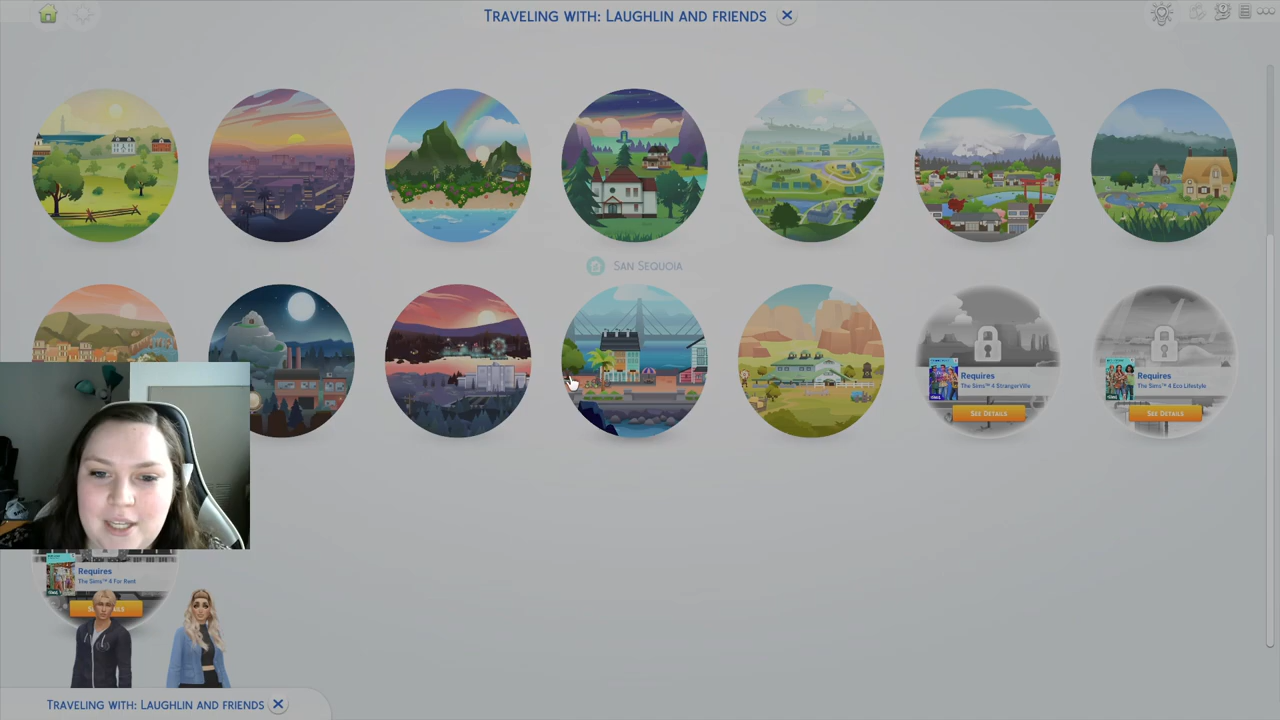 TRAVELING WITH: LAUGHLIN AND FRIENDS
SAN SEQUOIA
Requires
The Sims™ 4 StrangerVille
SEE DETAILS
Requires
The Sims™ 4 Eco Lifestyle
SEE DETAILS
Requires
The Sims™ 4 For Rent
TRAVELING WITH: LAUGHLIN AND FRIENDS